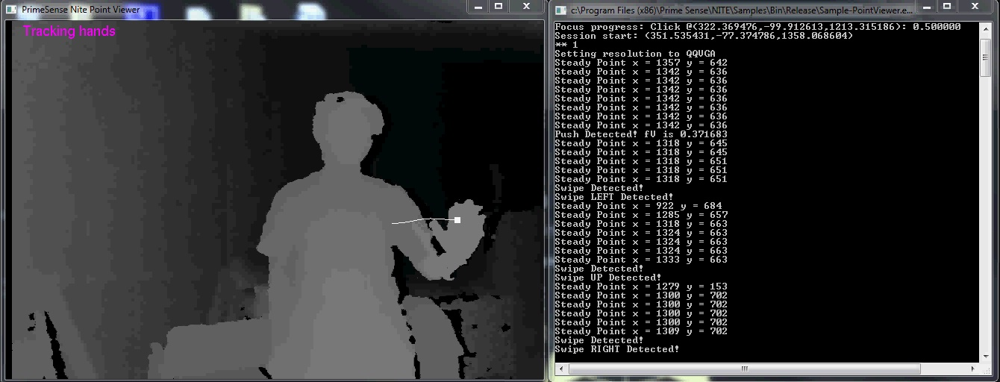 PrimeSense Nite Point Viewer
Tracking hands
c:\Program Files (x86)\Prime Sense\NITE\Samples\Bin\Release\Sample-PointViewer.e...
Focus progress: Click @(322.369476,-99.912613,1213.315186): 0.500000
Session start: (351.535431,-77.374786,1358.068604)
** 1
Setting resolution to QQVGA
Steady Point x = 1357 y = 642
Steady Point x = 1342 y = 636
Steady Point x = 1342 y = 636
Steady Point x = 1342 y = 636
Steady Point x = 1342 y = 636
Steady Point x = 1342 y = 636
Steady Point x = 1342 y = 636
Steady Point x = 1342 y = 636
Push Detected! fV is 0.371683
Steady Point x = 1318 y = 645
Steady Point x = 1318 y = 645
Steady Point x = 1318 y = 651
Steady Point x = 1318 y = 651
Steady Point x = 1318 y = 651
Swipe Detected!
Swipe LEFT Detected!
Steady Point x = 922 y = 684
Steady Point x = 1285 y = 657
Steady Point x = 1318 y = 663
Steady Point x = 1324 y = 663
Steady Point x = 1324 y = 663
Steady Point x = 1324 y = 663
Steady Point x = 1333 y = 663
Swipe Detected!
Swipe UP Detected!
Steady Point x = 1279 y = 153
Steady Point x = 1300 y = 702
Steady Point x = 1300 y = 702
Steady Point x = 1300 y = 702
Steady Point x = 1300 y = 702
Steady Point x = 1309 y = 702
Swipe Detected!
Swipe RIGHT Detected!